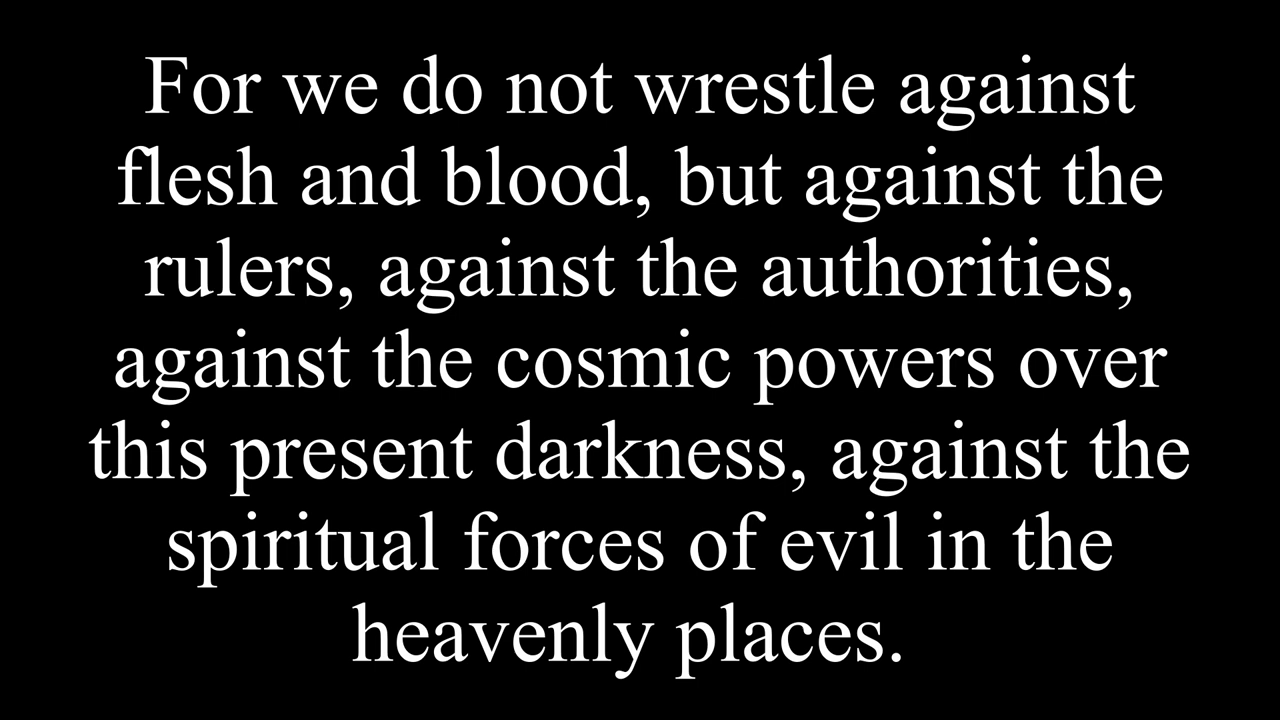 For we do not wrestle against
flesh and blood, but against the
rulers, against the authorities,
against the cosmic powers over
this present darkness, against the
spiritual forces of evil in the
heavenly places.